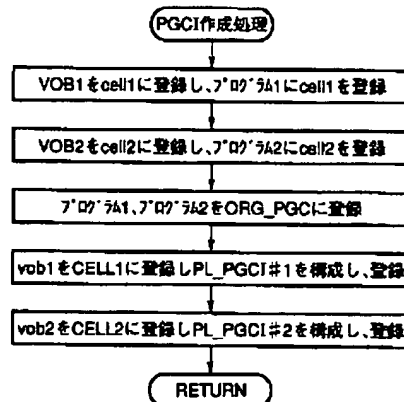 PGCI作成処理
VOB1をcell1に登録し、プログラム1にcell1を登録
VOB2をcell2に登録し、プログラム2にcell2を登録
プログラム1、プログラム2をORG_PGCに登録
vob1をCELL1に登録しPL_PGCI#1を構成し、登録
vob2をCELL2に登録しPL_PGCI#2を構成し、登録
RETURN